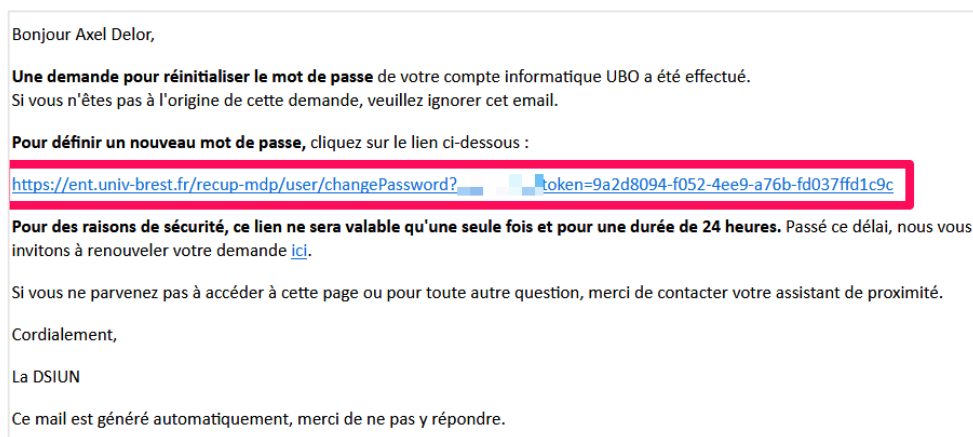 Bonjour Axel Delor,
Une demande pour réinitialiser le mot de passe de votre compte informatique UBO a été effectué.
Si vous n'êtes pas à l'origine de cette demande, veuillez ignorer cet email.
Pour définir un nouveau mot de passe, cliquez sur le lien ci-dessous :
https://ent.univ-brest.fr/recup-mdp/user/changePassword? token=9a2d8094-f052-4ee9-a76b-fd037ffd1c9c
Pour des raisons de sécurité, ce lien ne sera valable qu'une seule fois et pour une durée de 24 heures. Passé ce délai, nous vous
invitons à renouveler votre demande ici.
Si vous ne parvenez pas à accéder à cette page ou pour toute autre question, merci de contacter votre assistant de proximité.
Cordialement,
La DSIUN
Ce mail est généré automatiquement, merci de ne pas y répondre.